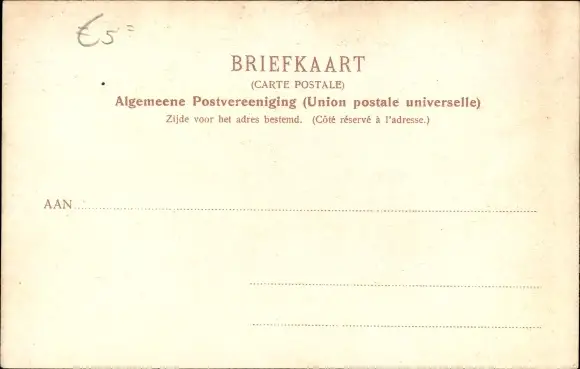 €5=
BRIEFKAART
(CARTE POSTALE)
Algemeene Postvereeniging (Union postale universelle)
Zijde voor het adres bestemd. (Côté réservé à l'adresse.)
AAN